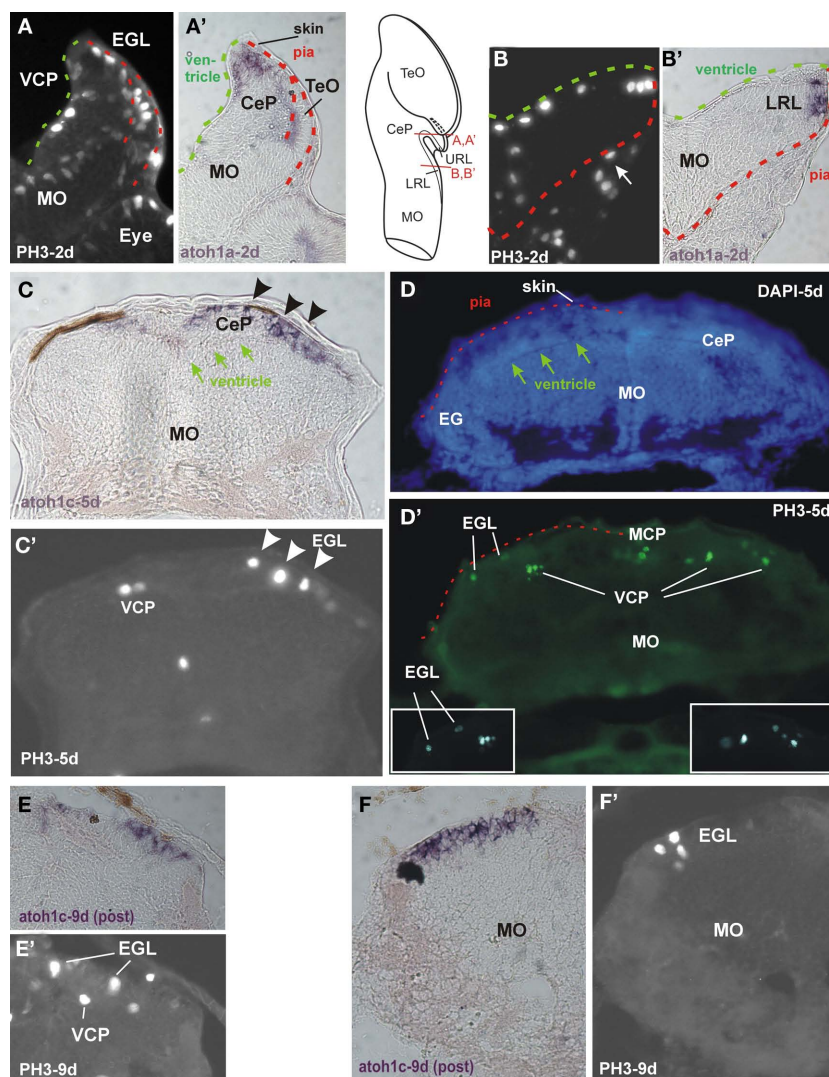 A
EGL
VCP
MO
Eye
PH3-2d
A'
skin
ven-
tricle
pia
TeO
CeP
MO
atoh1a-2d
TeO
CeP
A,A'
URL
B,B'
LRL
MO
B
PH3-2d
B'
ventricle
LRL
MO
pia
atoh1a-2d
C
CeP
ventricle
MO
atoh1c-5d
D
skin
DAPI-5d
pia
CeP
ventricle
MO
EG
C'
EGL
VCP
PH3-5d
D'
PH3-5d
EGL
MCP
VCP
MO
EGL
E
atoh1c-9d (post)
E'
EGL
VCP
PH3-9d
F
MO
atoh1c-9d (post)
F'
EGL
MO
PH3-9d